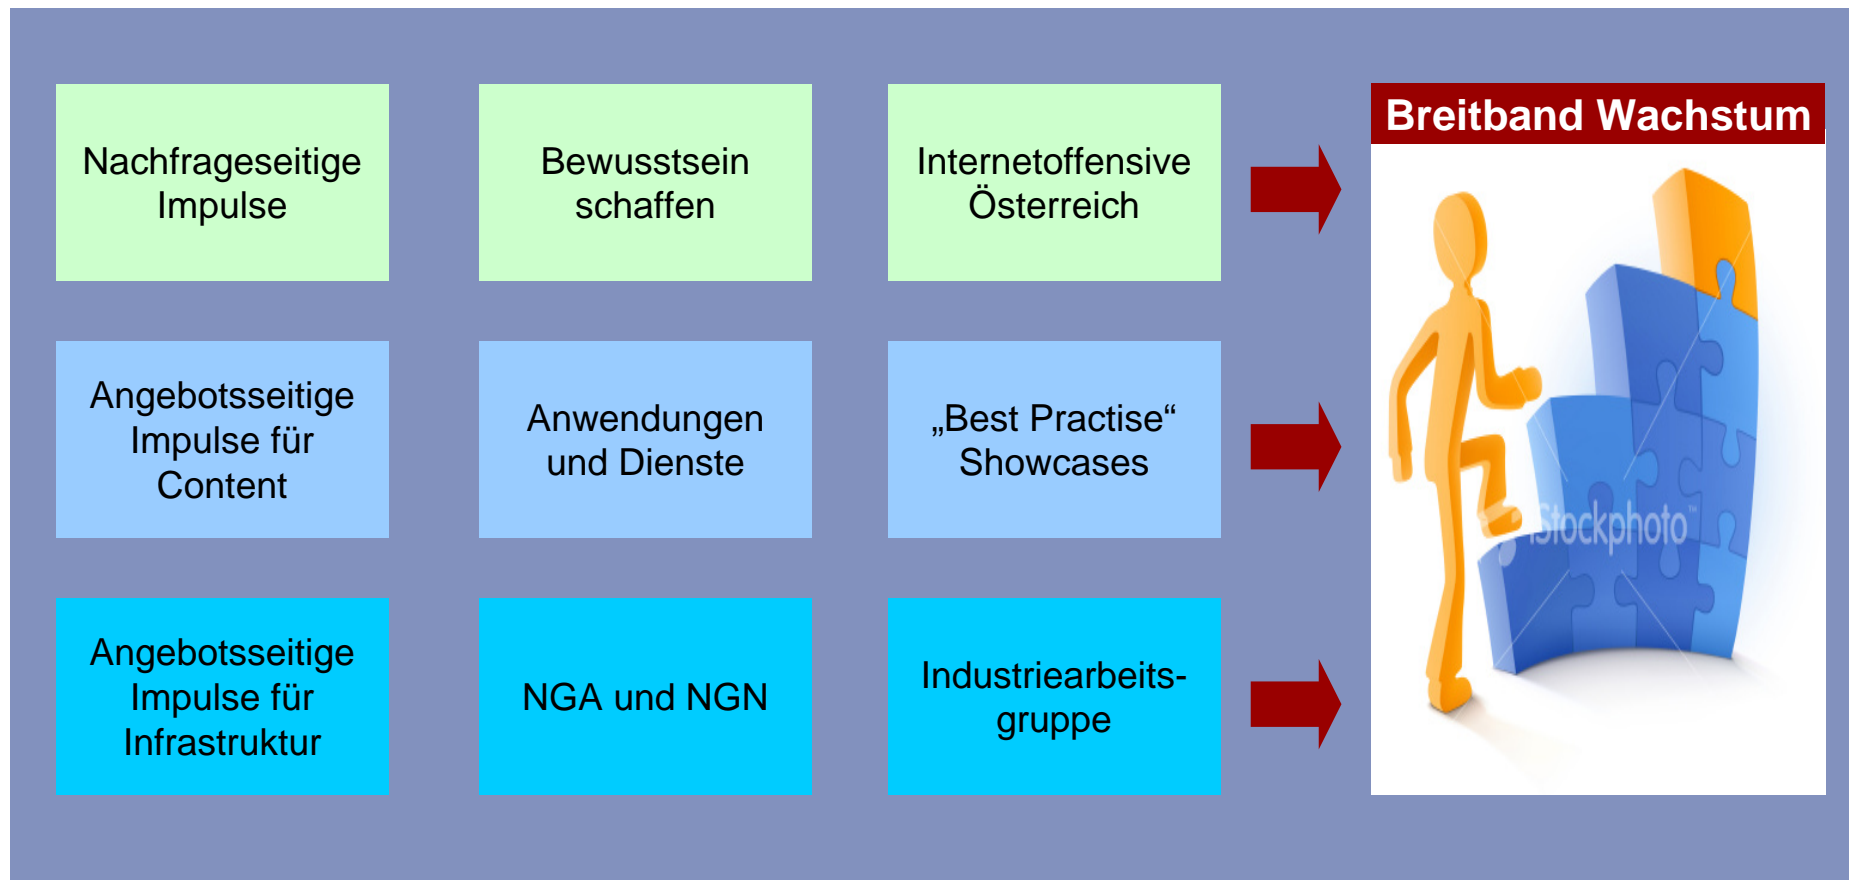 Nachfrageseitige
Impulse
Bewusstsein
schaffen
Internetoffensive
Österreich
Breitband Wachstum
Angebotsseitige
Impulse für
Content
Anwendungen
und Dienste
„Best Practise“
Showcases
iStockphoto™
Angebotsseitige
Impulse für
Infrastruktur
NGA und NGN
Industriearbeits-
gruppe